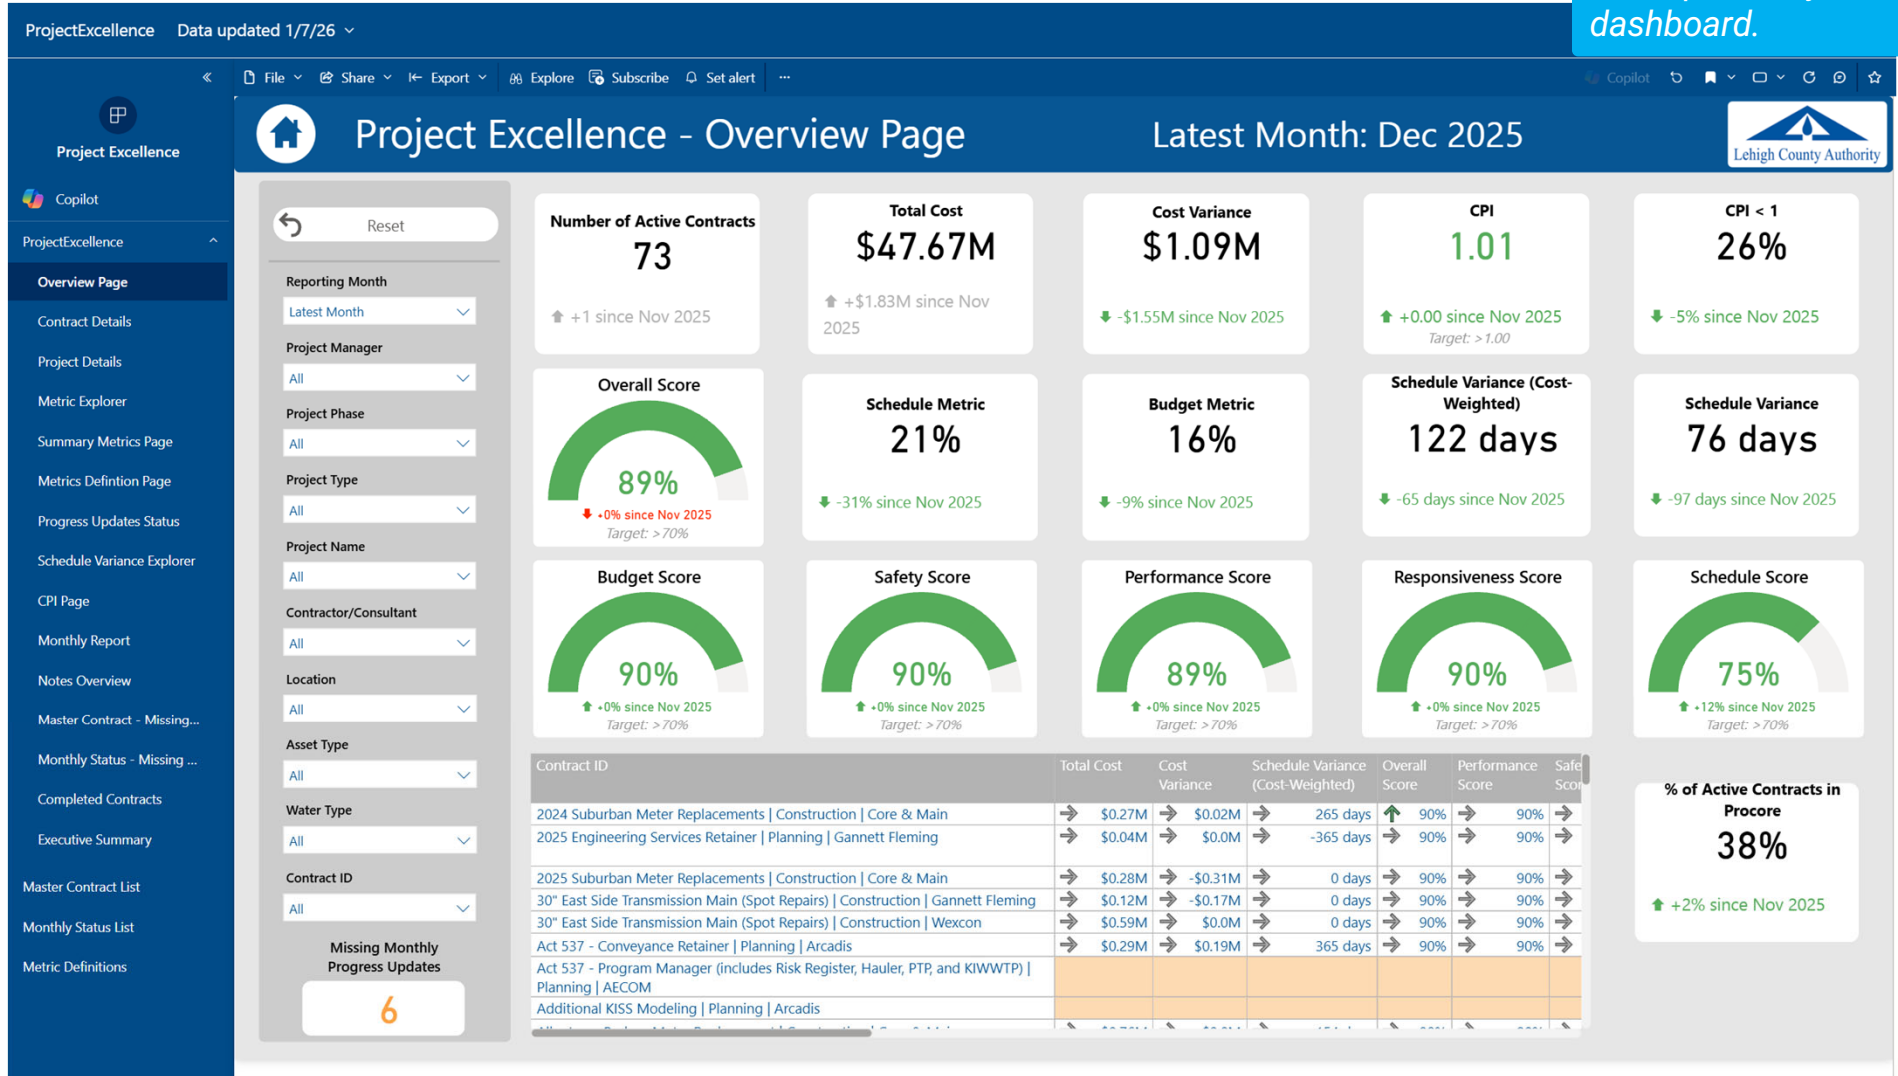 dashboard.
ProjectExcellence Data updated 1/7/26
File Share Export Explore Subscribe Set alert ...
Copilot
Project Excellence
Copilot
ProjectExcellence
Overview Page
Contract Details
Project Details
Metric Explorer
Summary Metrics Page
Metrics Defintion Page
Progress Updates Status
Schedule Variance Explorer
CPI Page
Monthly Report
Notes Overview
Master Contract - Missing...
Monthly Status - Missing ...
Completed Contracts
Executive Summary
Master Contract List
Monthly Status List
Metric Definitions
Project Excellence - Overview Page
Latest Month: Dec 2025
Lehigh County Authority
Reset
Reporting Month
Latest Month
Project Manager
All
Project Phase
All
Project Type
All
Project Name
All
Contractor/Consultant
All
Location
All
Asset Type
All
Water Type
All
Contract ID
All
Missing Monthly
Progress Updates
6
Number of Active Contracts
73
+1 since Nov 2025
Total Cost
$47.67M
+$1.83M since Nov
2025
Cost Variance
$1.09M
-$1.55M since Nov 2025
CPI
1.01
+0.00 since Nov 2025
Target: >1.00
CPI < 1
26%
-5% since Nov 2025
Overall Score
89%
+0% since Nov 2025
Target: >70%
Schedule Metric
21%
-31% since Nov 2025
Budget Metric
16%
-9% since Nov 2025
Schedule Variance (Cost-
Weighted)
122 days
-65 days since Nov 2025
Schedule Variance
76 days
-97 days since Nov 2025
Budget Score
90%
+0% since Nov 2025
Target: >70%
Safety Score
90%
+0% since Nov 2025
Target: >70%
Performance Score
89%
+0% since Nov 2025
Target: >70%
Responsiveness Score
90%
+0% since Nov 2025
Target: >70%
Schedule Score
75%
+12% since Nov 2025
Target: >70%
Contract ID Total Cost Cost Schedule Variance Overall Performance Safe
Variance (Cost-Weighted) Score Score Scor
2024 Suburban Meter Replacements | Construction | Core & Main $0.27M $0.02M 265 days 90% 90%
2025 Engineering Services Retainer | Planning | Gannett Fleming $0.04M $0.0M -365 days 90% 90%
2025 Suburban Meter Replacements | Construction | Core & Main $0.28M -$0.31M 0 days 90% 90%
30" East Side Transmission Main (Spot Repairs) | Construction | Gannett Fleming $0.12M -$0.17M 0 days 90% 90%
30" East Side Transmission Main (Spot Repairs) | Construction | Wexcon $0.59M $0.0M 0 days 90% 90%
Act 537 - Conveyance Retainer | Planning | Arcadis $0.29M $0.19M 365 days 90% 90%
Act 537 - Program Manager (includes Risk Register, Hauler, PTP, and KIWWTP) |
Planning | AECOM
Additional KISS Modeling | Planning | Arcadis
% of Active Contracts in
Procore
38%
+2% since Nov 2025